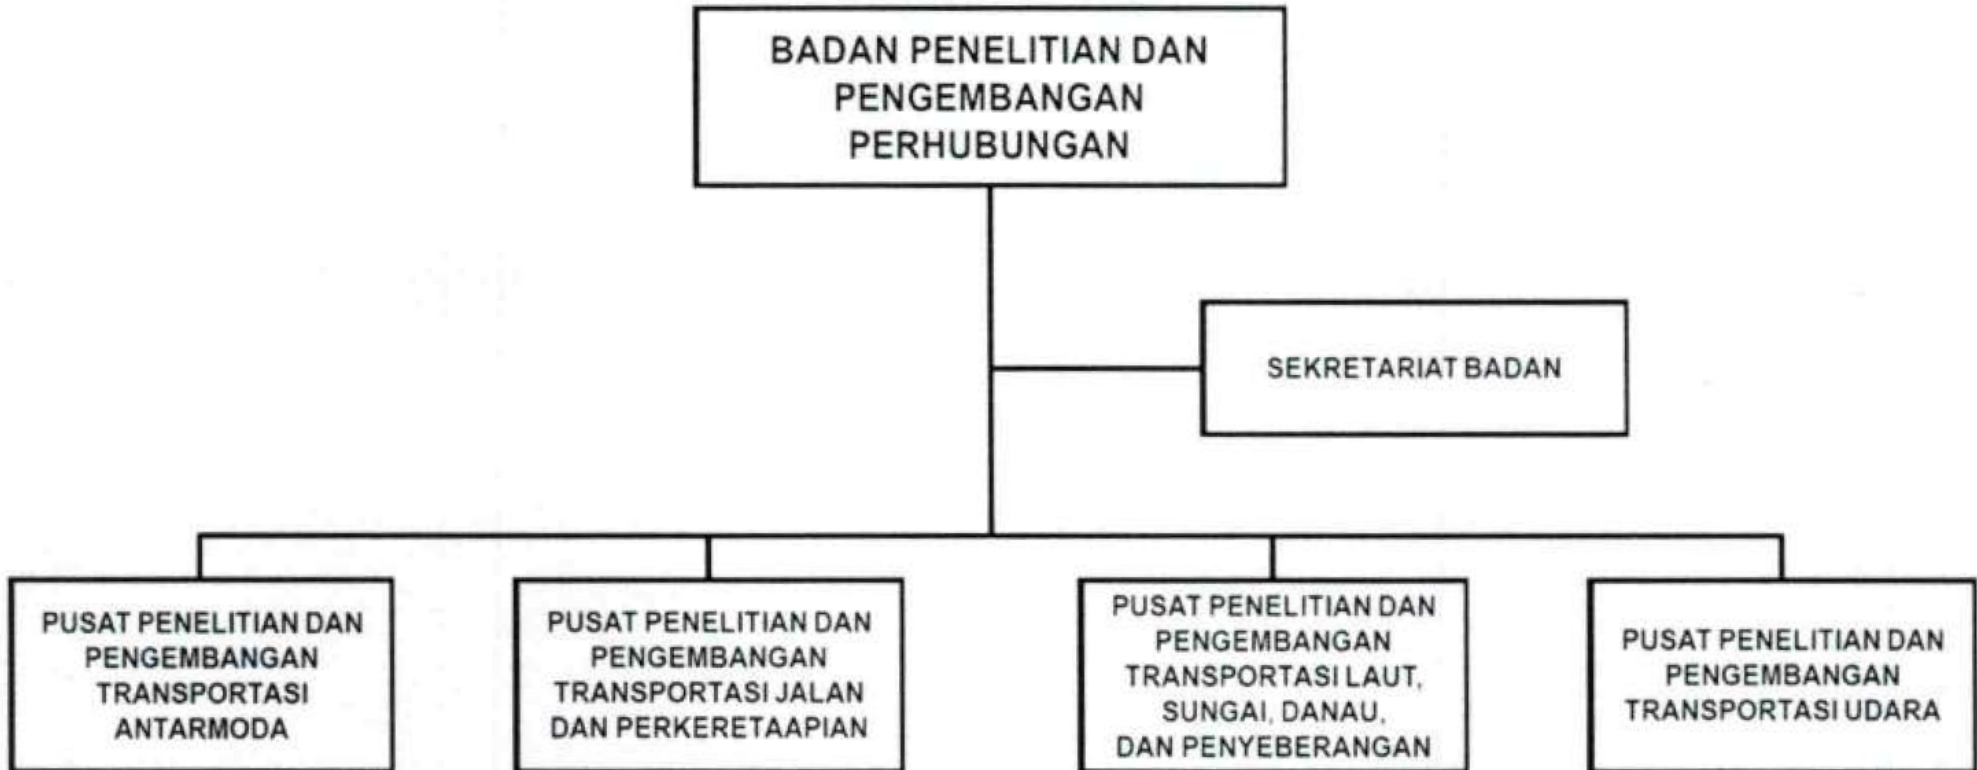 BADAN PENELITIAN DAN
PENGEMBANGAN
PERHUBUNGAN
SEKRETARIAT BADAN
PUSAT PENELITIAN DAN
PENGEMBANGAN
TRANSPORTASI
ANTARMODA
PUSAT PENELITIAN DAN
PENGEMBANGAN
TRANSPORTASI JALAN
DAN PERKERETAAPIAN
PUSAT PENELITIAN DAN
PENGEMBANGAN
TRANSPORTASI LAUT,
SUNGAI, DANAU,
DAN PENYEBERANGAN
PUSAT PENELITIAN DAN
PENGEMBANGAN
TRANSPORTASI UDARA